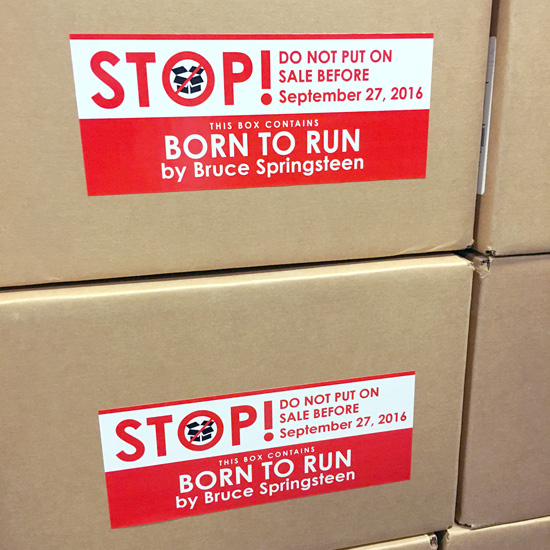 STOP! DO NOT PUT ON
SALE BEFORE
September 27, 2016
THIS BOX CONTAINS
BORN TO RUN
by Bruce Springsteen
STOP! DO NOT PUT ON
SALE BEFORE
September 27, 2016
THIS BOX CONTAINS
BORN TO RUN
by Bruce Springsteen